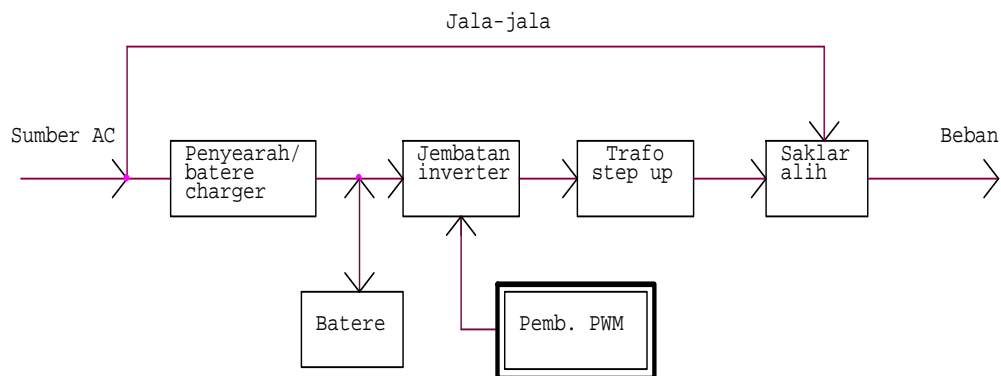 Jala-jala
Sumber AC
Penyearah/
batere
charger
Jembatan
inverter
Trafo
step up
Saklar
alih
Beban
Batere
Pemb. PWM